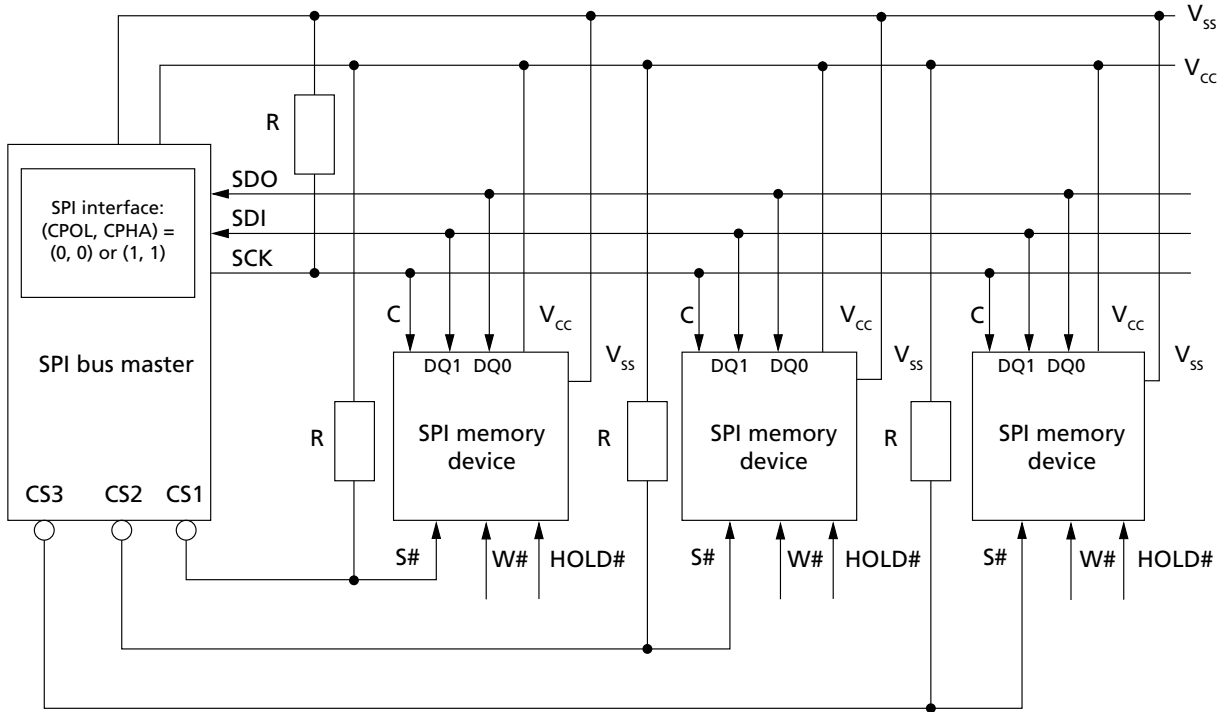 V_SS
V_CC
R
SDO
SPI interface:
(CPOL, CPHA) =
(0, 0) or (1, 1)
SDI
SCK
C
V_CC
C
V_CC
C
V_CC
SPI bus master
DQ1 DQ0
V_SS
DQ1 DQ0
V_SS
DQ1 DQ0
V_SS
R
SPI memory
device
R
SPI memory
device
R
SPI memory
device
CS3 CS2 CS1
S# W# HOLD#
S# W# HOLD#
S# W# HOLD#